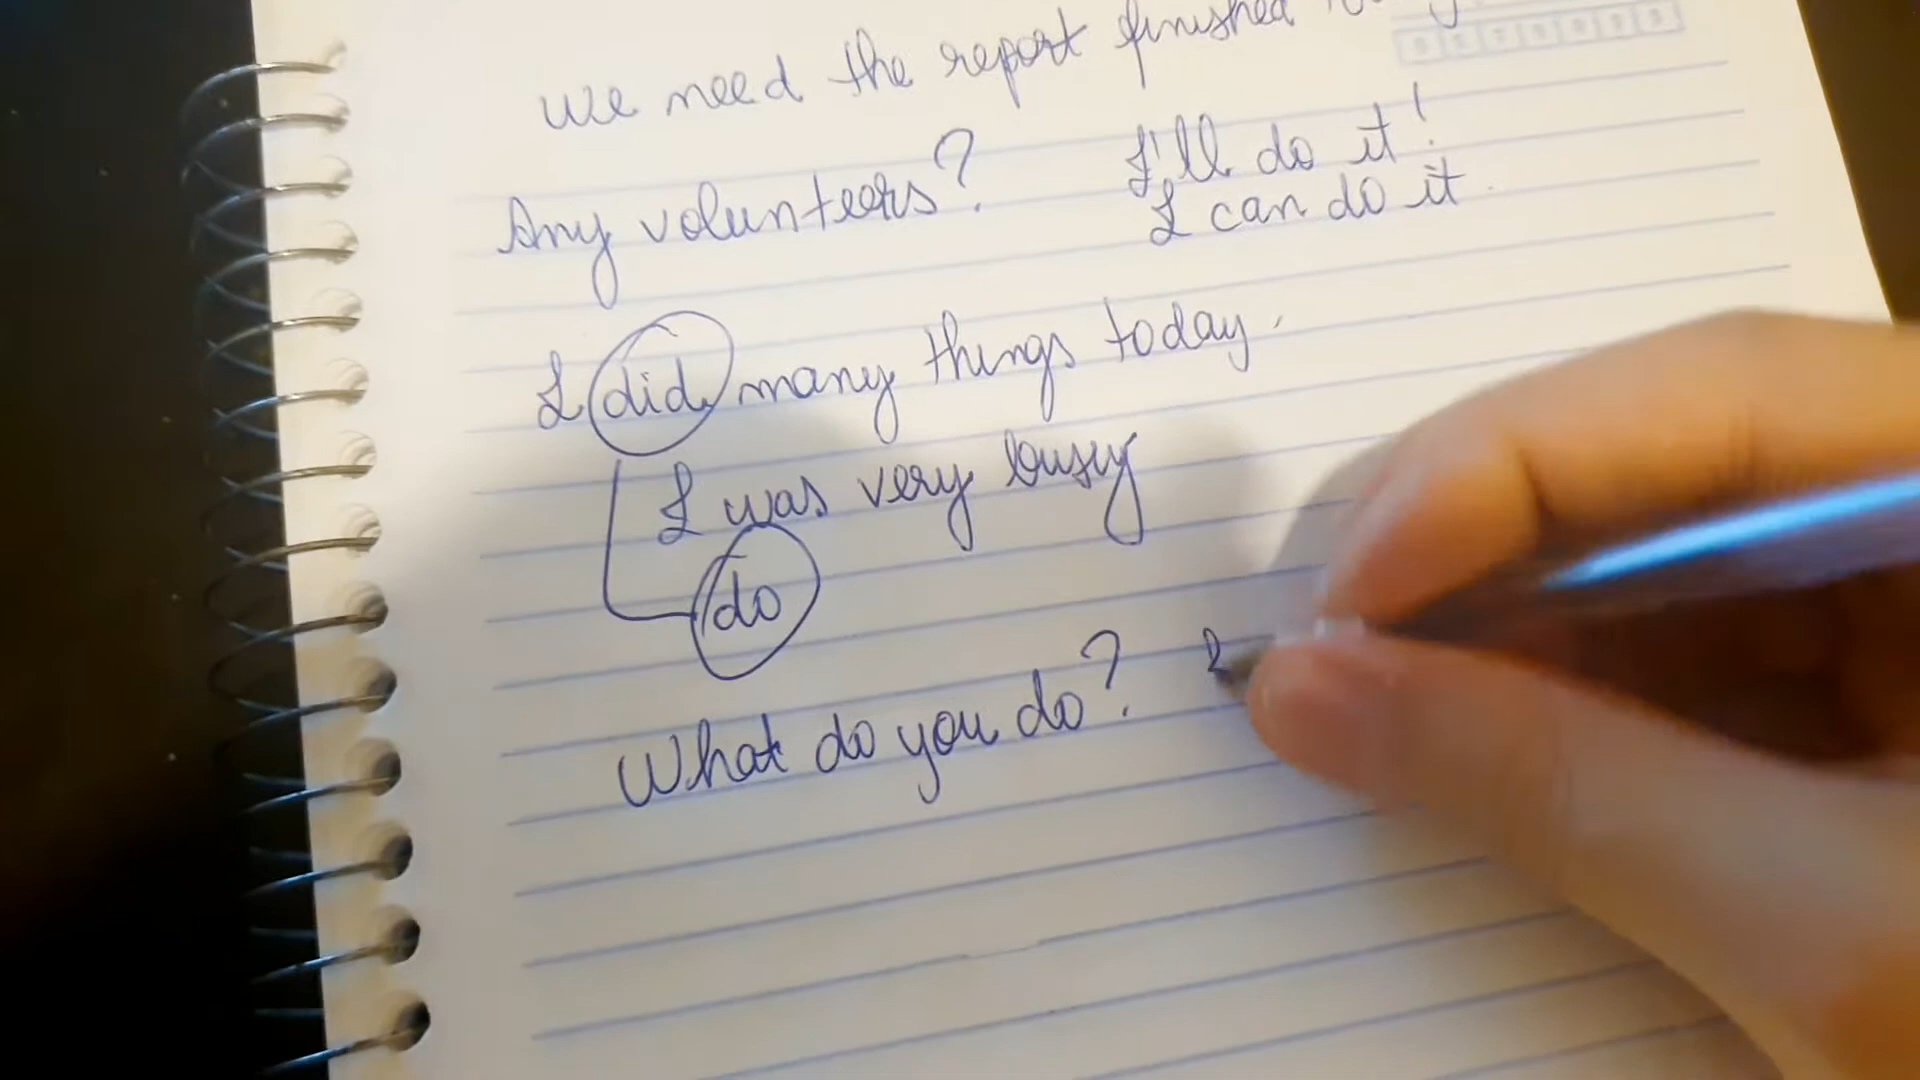 We need the report finished
Any volunteers? I'll do it!
I can do it.
I did many things today.
I was very busy
do
What do you do?